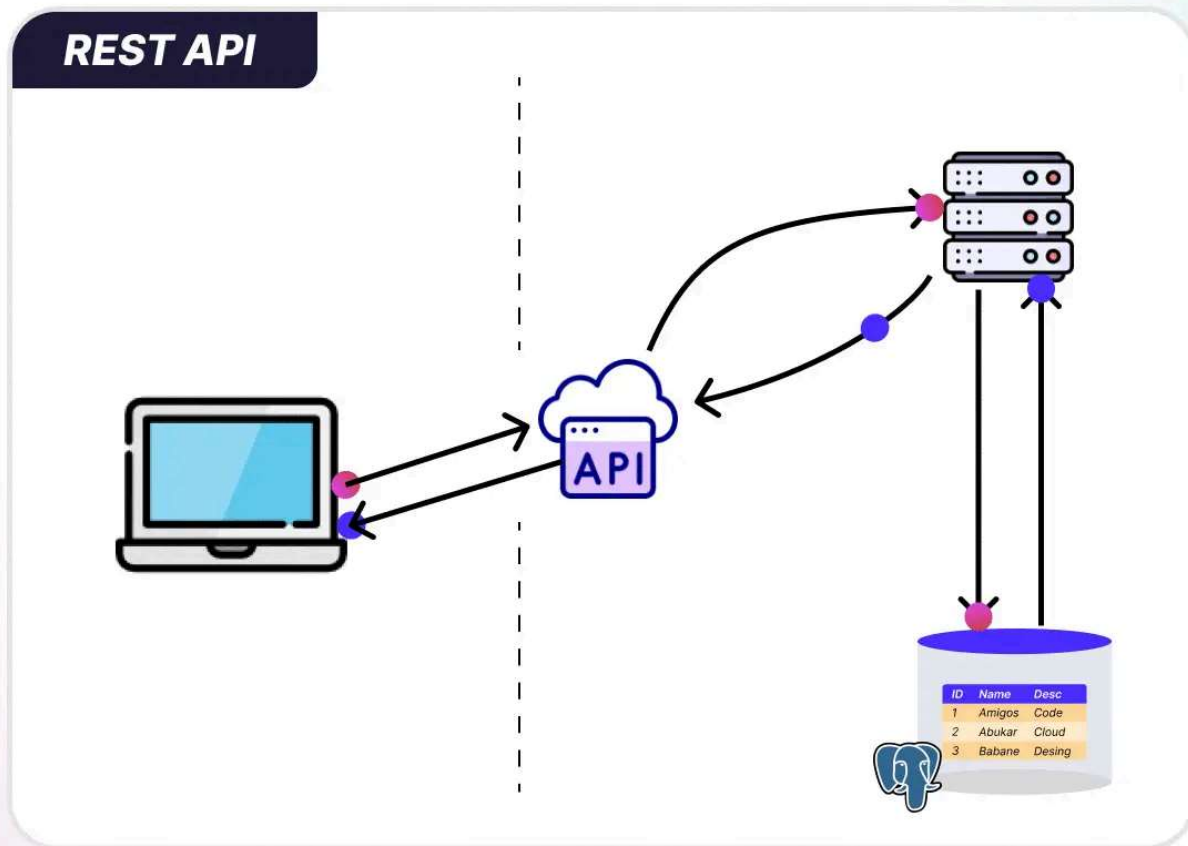 REST API
API
ID Name Desc
1 Amigos Code
2 Abukar Cloud
3 Babane Desing